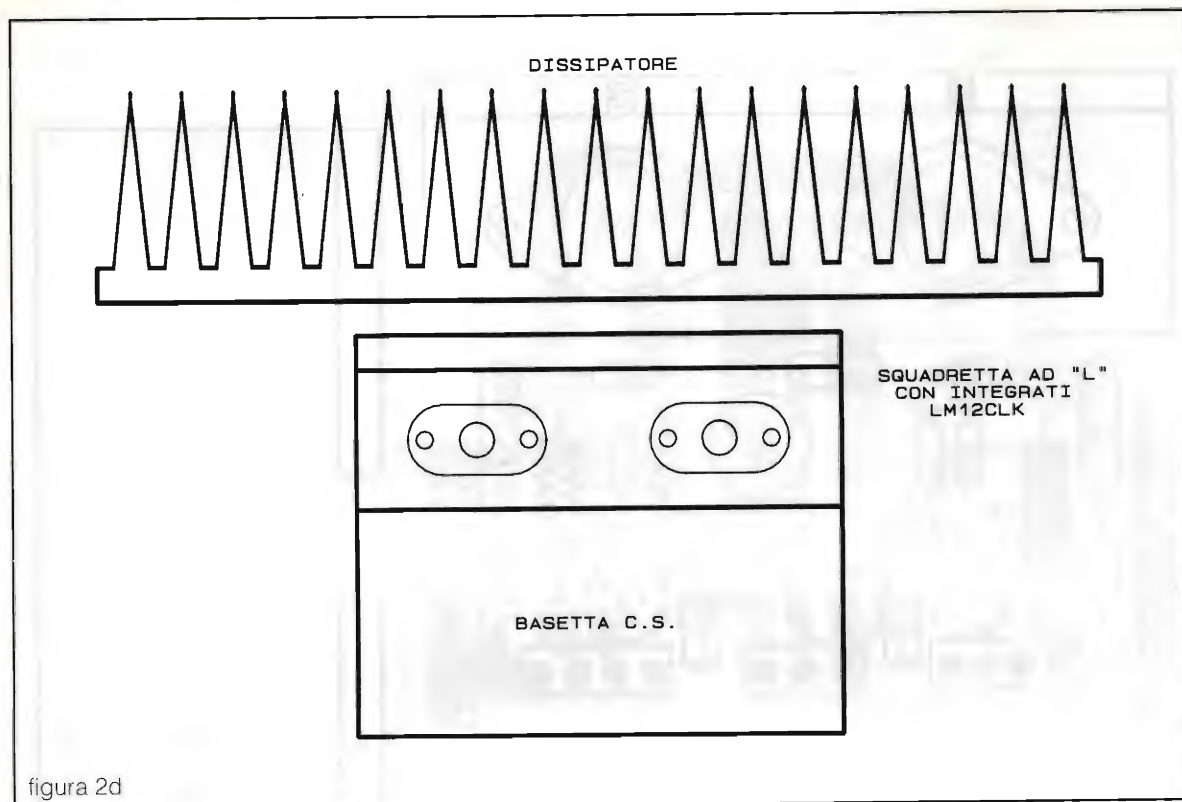 DISSIPATORE
SQUADRETTA AD "L"
CON INTEGRATI
LM12CLK
BASETTA C.S.
figura 2d